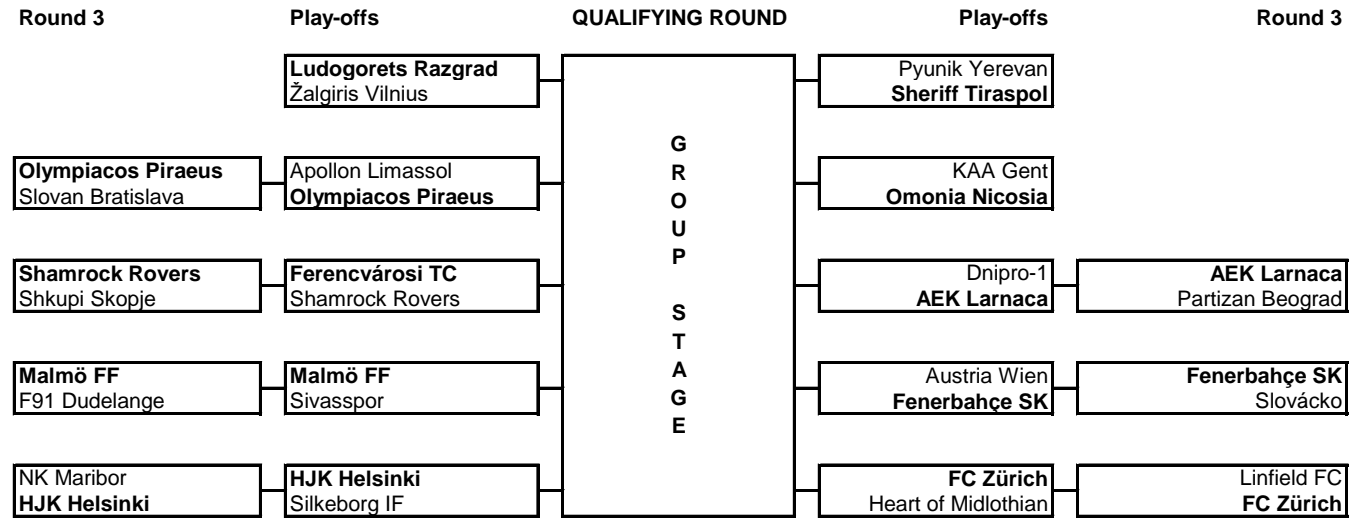 Round 3 Play-offs QUALIFYING ROUND Play-offs Round 3
Ludogorets Razgrad
Žalgiris Vilnius
Pyunik Yerevan
Sheriff Tiraspol
Olympiacos Piraeus
Slovan Bratislava
Apollon Limassol
Olympiacos Piraeus
KAA Gent
Omonia Nicosia
Shamrock Rovers
Shkupi Skopje
Ferencvárosi TC
Shamrock Rovers
Dnipro-1
AEK Larnaca
AEK Larnaca
Partizan Beograd
Malmö FF
F91 Dudelange
Malmö FF
Sivasspor
Austria Wien
Fenerbahçe SK
Fenerbahçe SK
Slovácko
NK Maribor
HJK Helsinki
HJK Helsinki
Silkeborg IF
FC Zürich
Heart of Midlothian
Linfield FC
FC Zürich
G
R
O
U
P
S
T
A
G
E